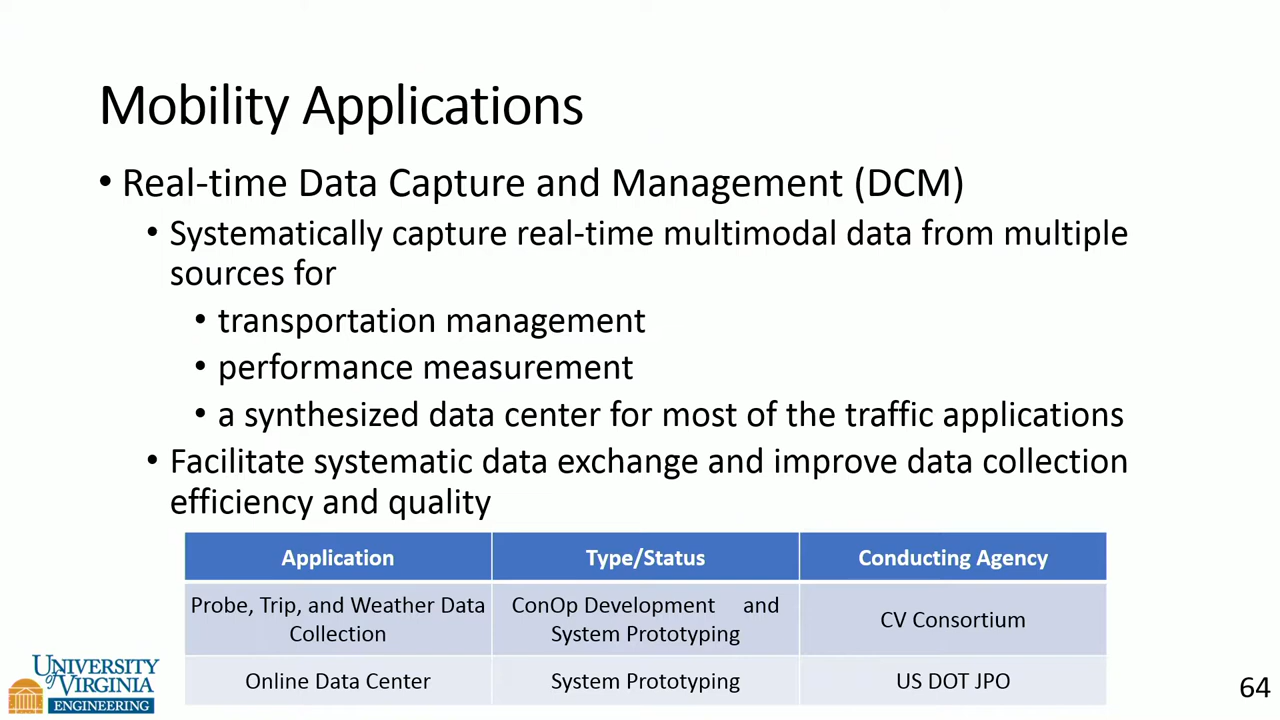 Mobility Applications
• Real-time Data Capture and Management (DCM)
• Systematically capture real-time multimodal data from multiple
sources for
• transportation management
• performance measurement
• a synthesized data center for most of the traffic applications
• Facilitate systematic data exchange and improve data collection
efficiency and quality
Application Type/Status Conducting Agency
Probe, Trip, and Weather Data
Collection
ConOp Development and
System Prototyping
CV Consortium
Online Data Center System Prototyping US DOT JPO
UNIVERSITY
of VIRGINIA
ENGINEERING
64